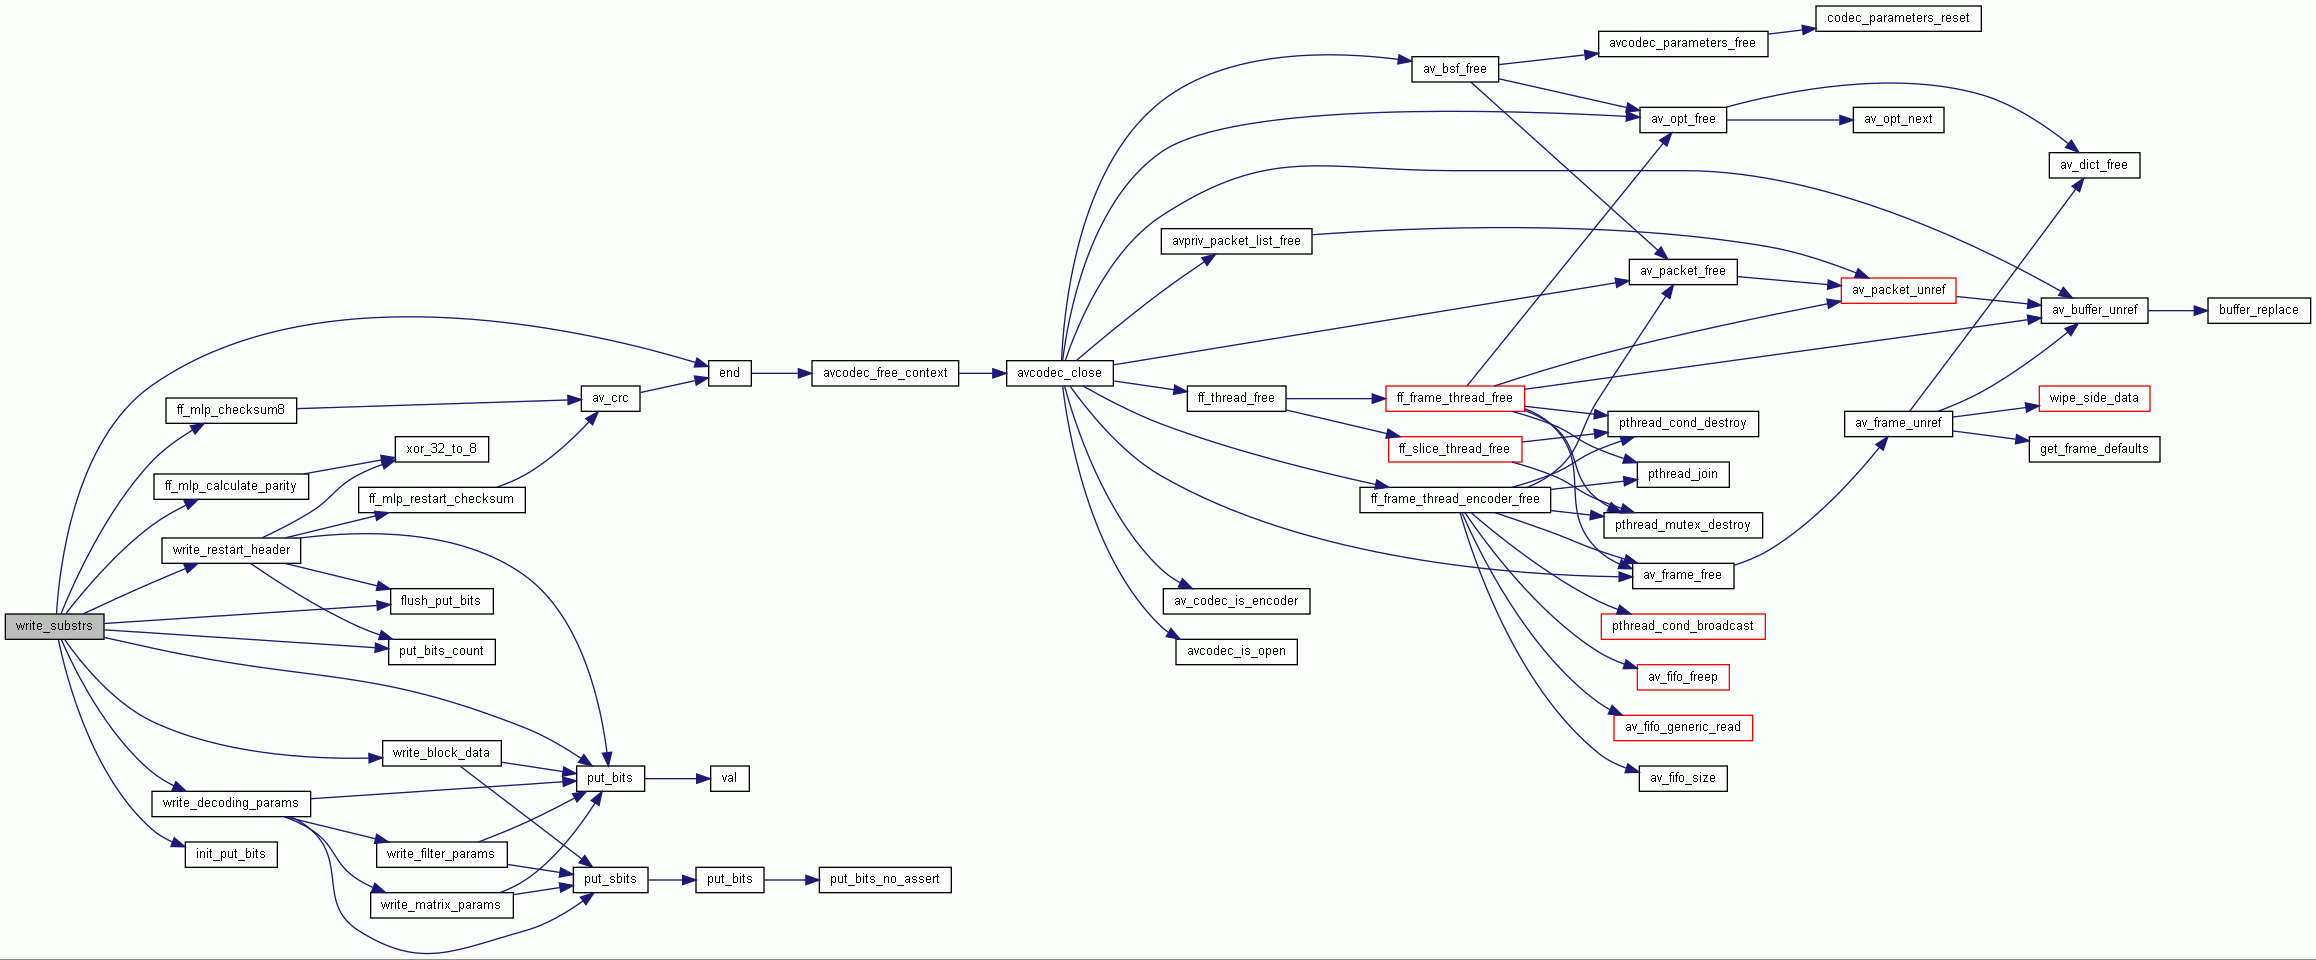 codec_parameters_reset
avcodec_parameters_free
av_bsf_free
av_opt_free
av_opt_next
av_dict_free
avpriv_packet_list_free
av_packet_free
av_packet_unref
av_buffer_unref
buffer_replace
end
avcodec_free_context
avcodec_close
ff_thread_free
ff_frame_thread_free
wipe_side_data
av_crc
ff_mlp_checksum8
pthread_cond_destroy
av_frame_unref
xor_32_to_8
ff_slice_thread_free
get_frame_defaults
pthread_join
ff_mlp_calculate_parity
ff_mlp_restart_checksum
ff_frame_thread_encoder_free
pthread_mutex_destroy
write_restart_header
av_frame_free
flush_put_bits
av_codec_is_encoder
write_substrs
pthread_cond_broadcast
put_bits_count
avcodec_is_open
av_fifo_freep
av_fifo_generic_read
write_block_data
put_bits
val
av_fifo_size
write_decoding_params
init_put_bits
write_filter_params
put_sbits
put_bits
put_bits_no_assert
write_matrix_params